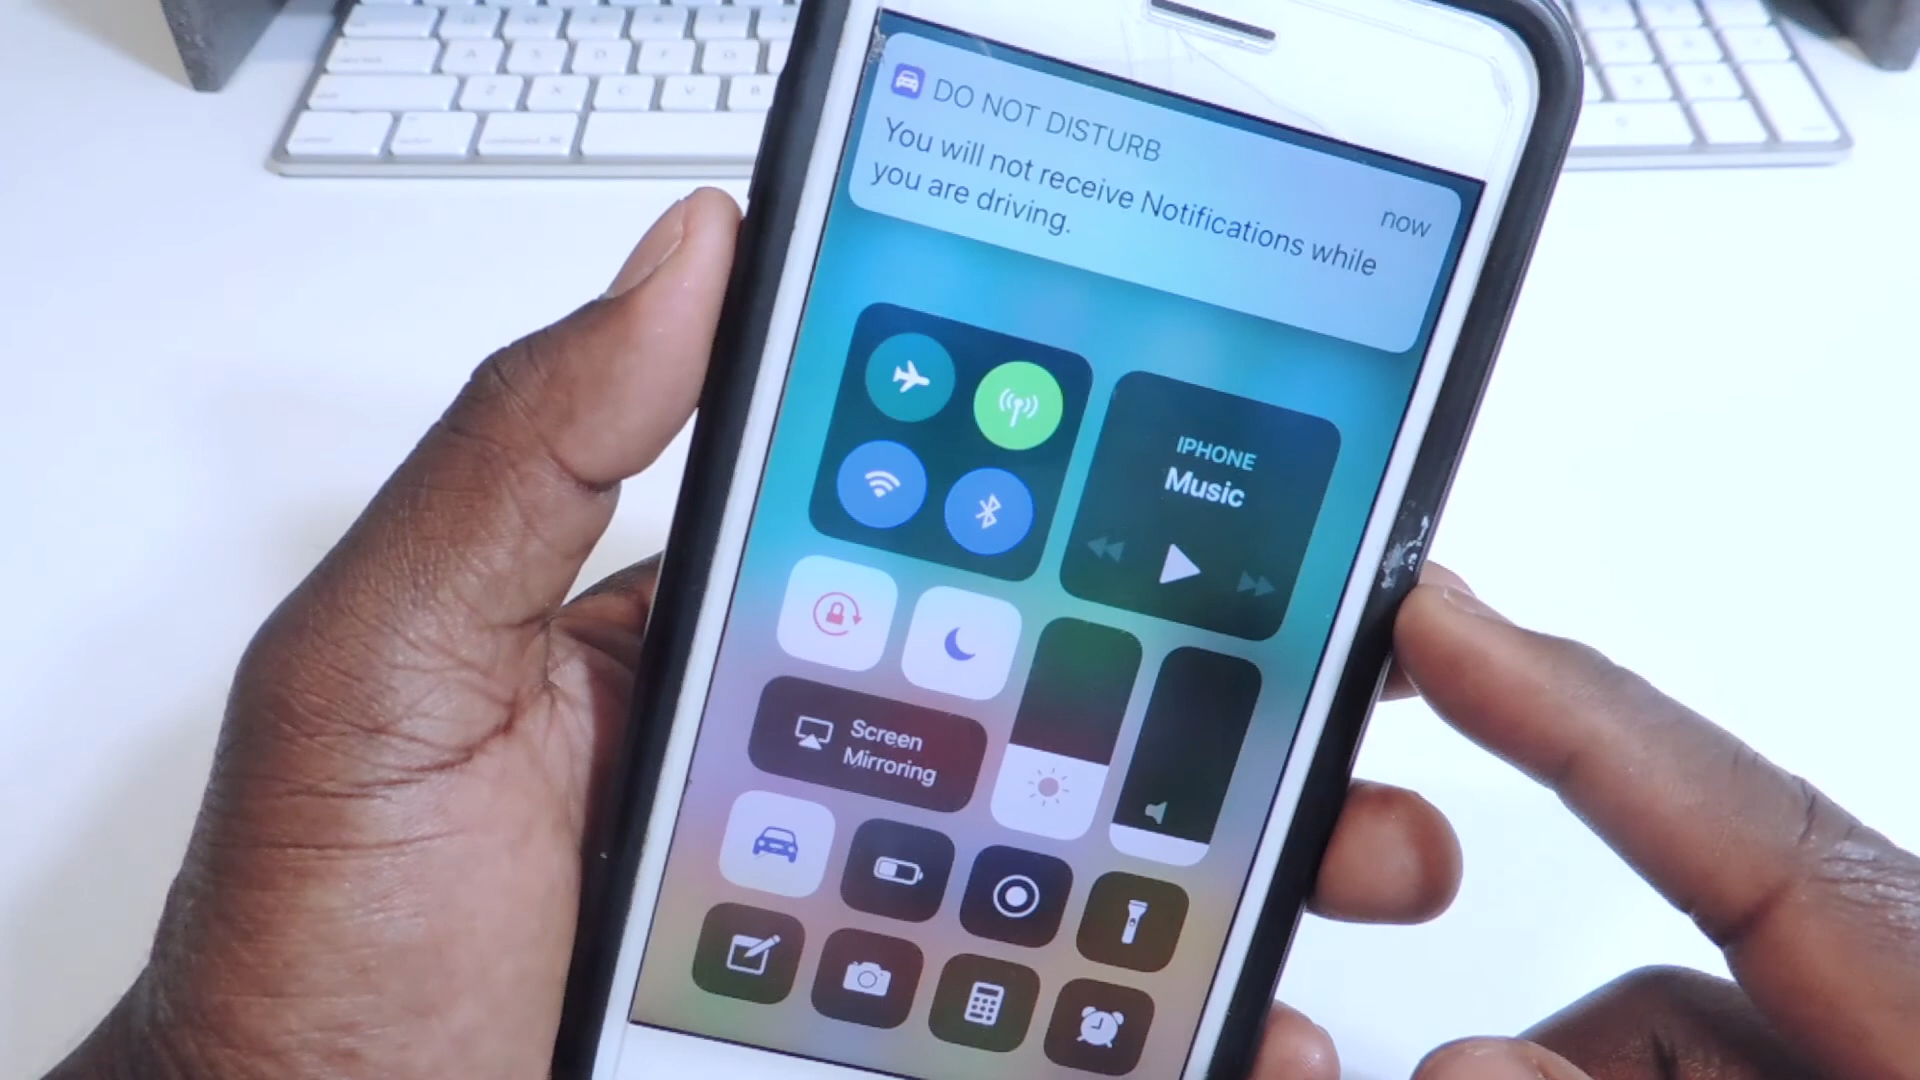 DO NOT DISTURB
now
You will not receive Notifications while
you are driving.
IPHONE
Music
Screen
Mirroring
A S D F G
Z X C V B